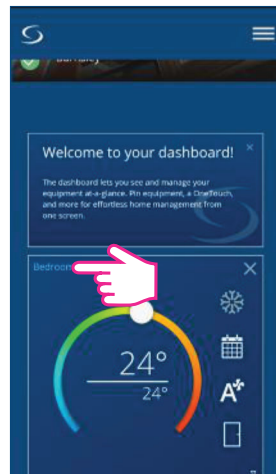 Burnsley
Welcome to your dashboard!
The dashboard lets you see and manage your
equipment at-a-glance. Pin equipment, a OneTouch,
and more for effortless home management from
one screen.
Bedroom
24°
24°
A